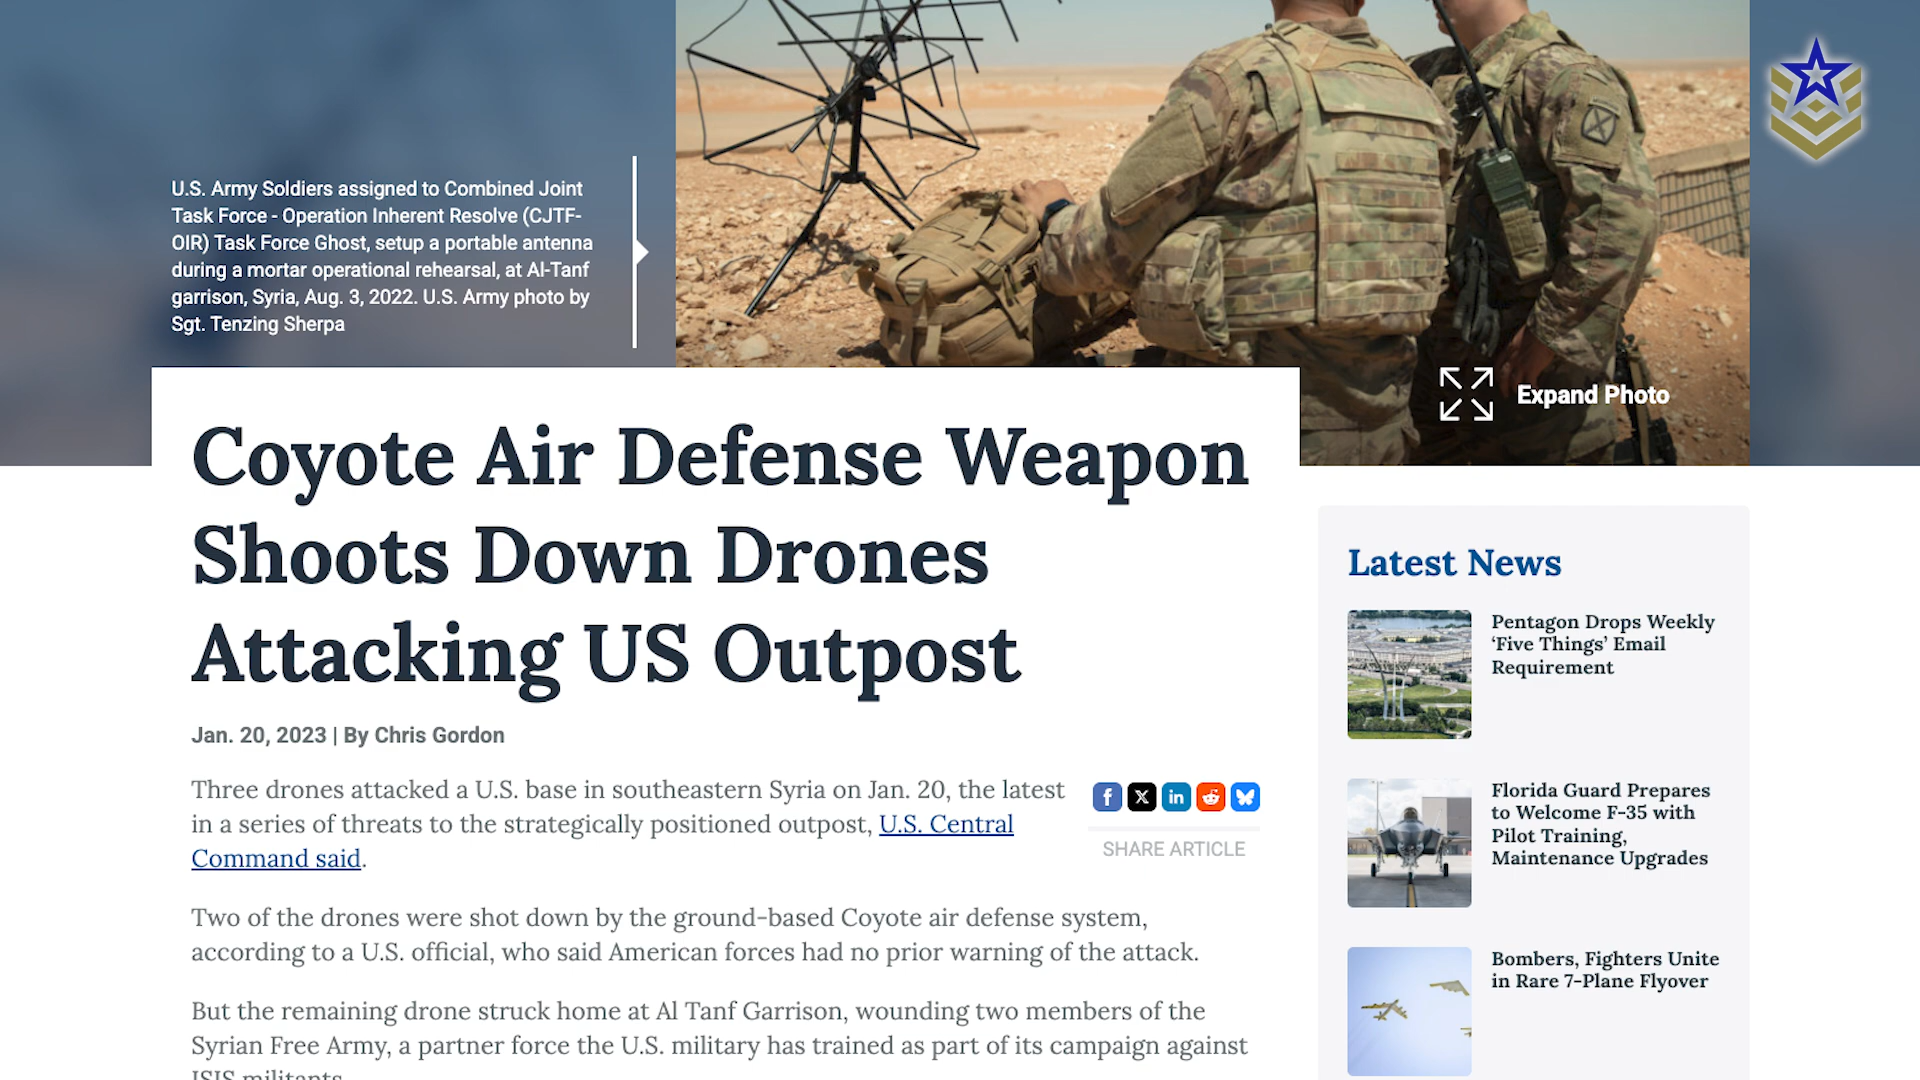 U.S. Army Soldiers assigned to Combined Joint
Task Force - Operation Inherent Resolve (CJTF-
OIR) Task Force Ghost, setup a portable antenna
during a mortar operational rehearsal, at Al-Tanf
garrison, Syria, Aug. 3, 2022. U.S. Army photo by
Sgt. Tenzing Sherpa
Expand Photo
Coyote Air Defense Weapon
Shoots Down Drones
Attacking US Outpost
Jan. 20, 2023 | By Chris Gordon
Three drones attacked a U.S. base in southeastern Syria on Jan. 20, the latest
in a series of threats to the strategically positioned outpost, U.S. Central
Command said.
SHARE ARTICLE
Two of the drones were shot down by the ground-based Coyote air defense system,
according to a U.S. official, who said American forces had no prior warning of the attack.
But the remaining drone struck home at Al Tanf Garrison, wounding two members of the
Syrian Free Army, a partner force the U.S. military has trained as part of its campaign against
ISIS militants.
Latest News
Pentagon Drops Weekly
‘Five Things’ Email
Requirement
Florida Guard Prepares
to Welcome F-35 with
Pilot Training,
Maintenance Upgrades
Bombers, Fighters Unite
in Rare 7-Plane Flyover